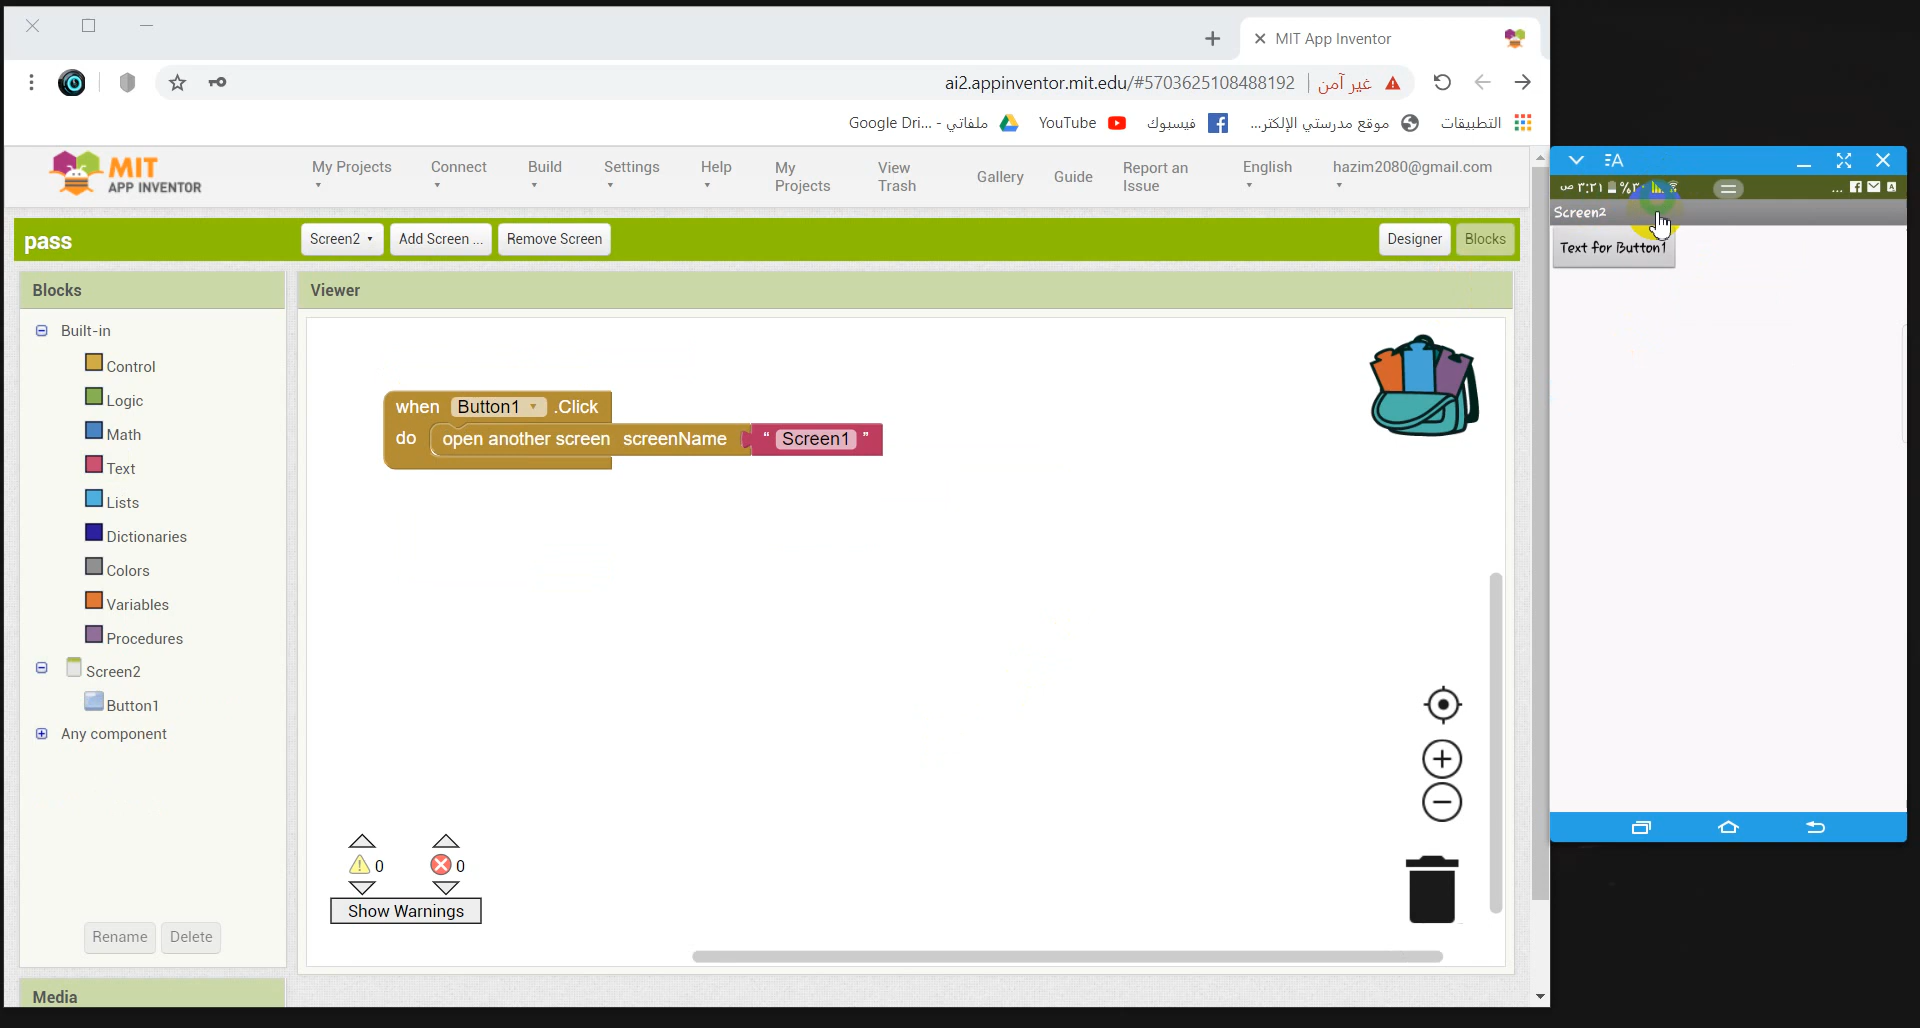 MIT App Inventor
ai2.appinventor.mit.edu/#5703625108488192
غير آمن
التطبيقات
موقع مدرستي الإلكتر...
فيسبوك
YouTube
ملفاتي - Google Dri...
MIT
APP INVENTOR
My Projects
Connect
Build
Settings
Help
My Projects
View Trash
Gallery
Guide
Report an Issue
English
hazim2080@gmail.com
pass
Screen2
Add Screen ...
Remove Screen
Designer
Blocks
Blocks
Viewer
Built-in
Control
Logic
Math
Text
Lists
Dictionaries
Colors
Variables
Procedures
Screen2
Button1
Any component
Rename
Delete
Media
when Button1 .Click
do open another screen screenName " Screen1 "
0
0
Show Warnings
٣:٢١ ص
...
Screen2
Text for Button1